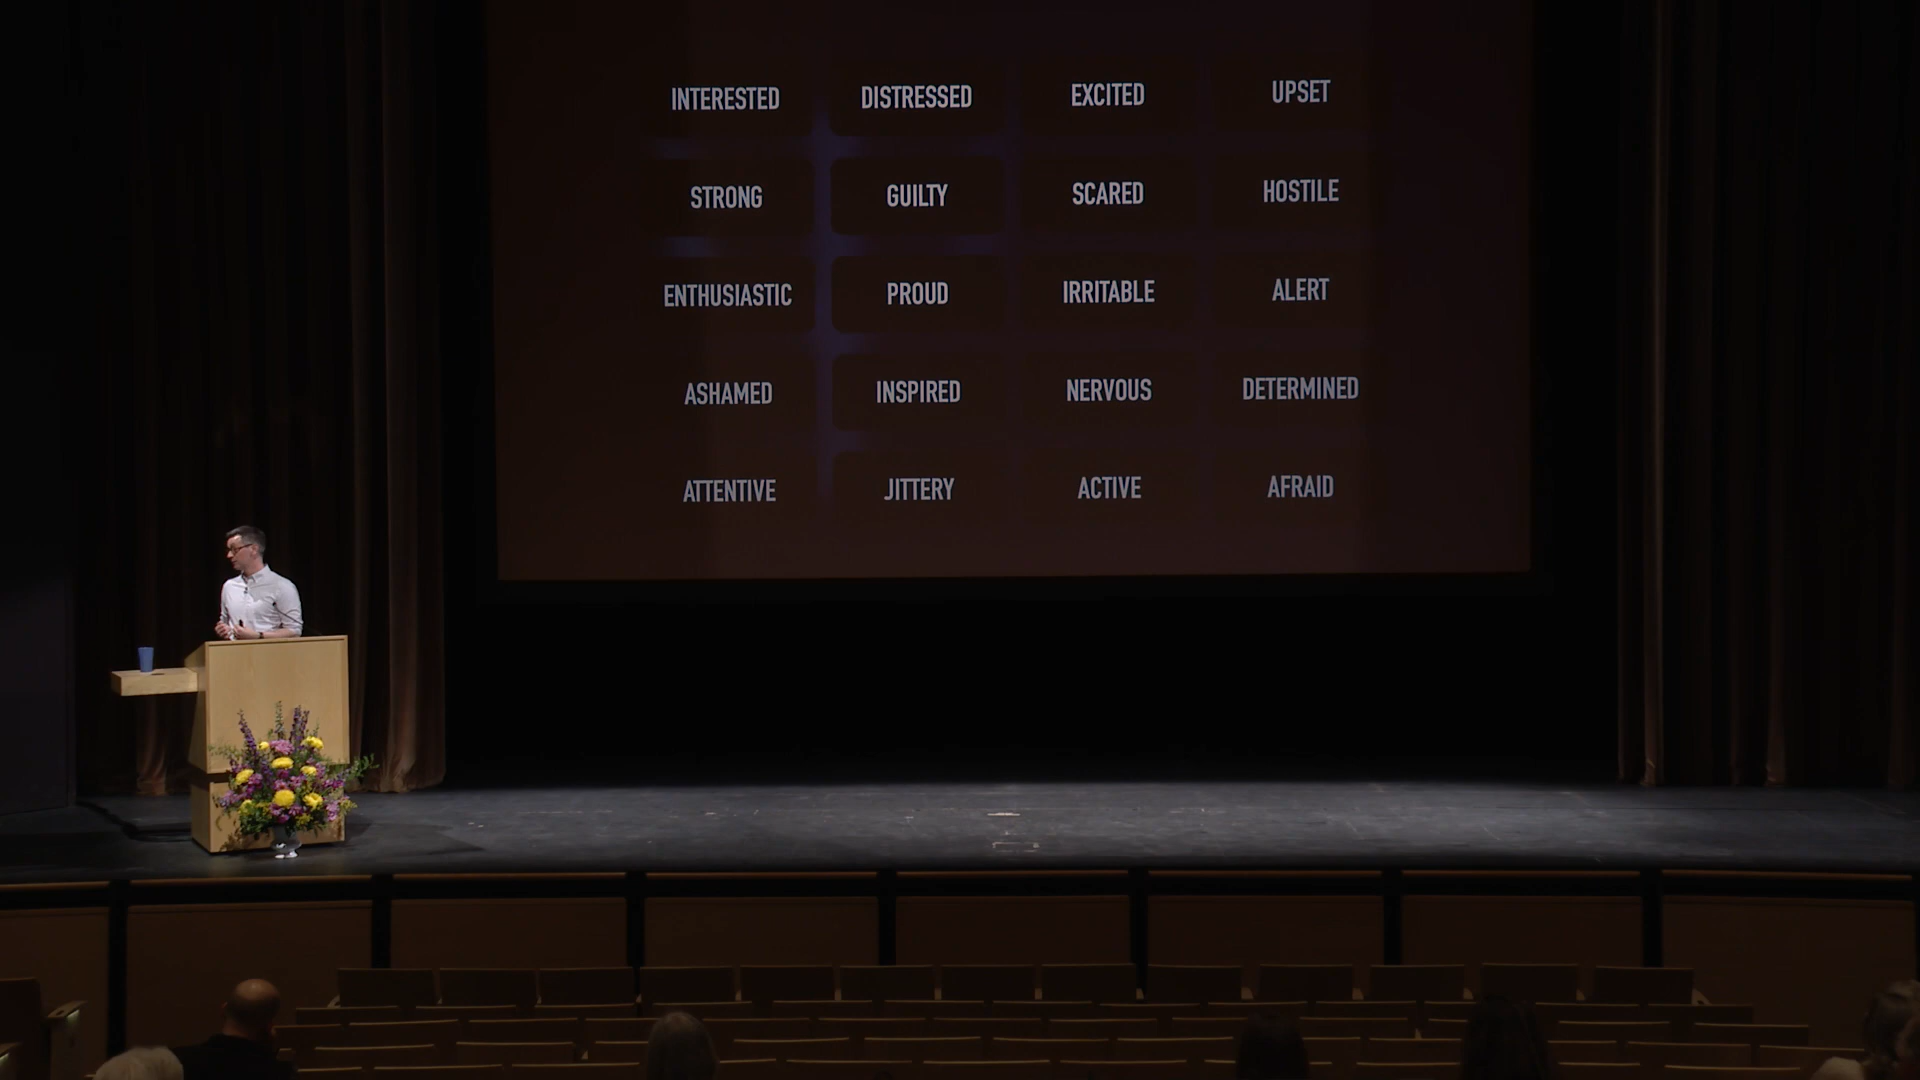 INTERESTED DISTRESSED EXCITED UPSET
STRONG GUILTY SCARED HOSTILE
ENTHUSIASTIC PROUD IRRITABLE ALERT
ASHAMED INSPIRED NERVOUS DETERMINED
ATTENTIVE JITTERY ACTIVE AFRAID